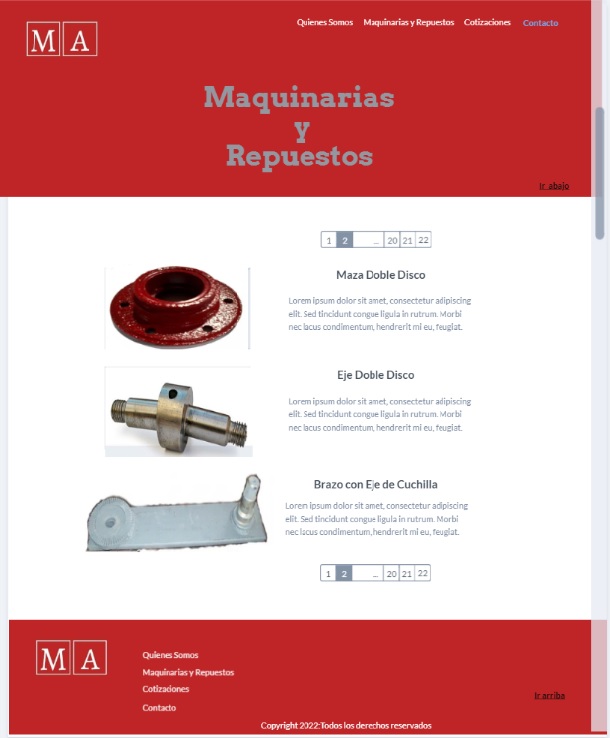 M A
Quienes Somos Maquinarias y Repuestos Cotizaciones Contacto
Maquinarias
y
Repuestos
Ir abajo
1 2 ... 20 21 22
Maza Doble Disco
Lorem ipsum dolor sit amet, consectetur adipiscing
elit. Sed tincidunt congue ligula in rutrum. Morbi
nec lacus condimentum, hendrerit mi eu, feugiat.
Eje Doble Disco
Lorem ipsum dolor sit amet, consectetur adipiscing
elit. Sed tincidunt congue ligula in rutrum. Morbi
nec lacus condimentum, hendrerit mi eu, feugiat.
Brazo con Eje de Cuchilla
Lorem ipsum dolor sit amet, consectetur adipiscing
elit. Sed tincidunt congue ligula in rutrum. Morbi
nec lacus condimentum, hendrerit mi eu, feugiat.
1 2 ... 20 21 22
M A
Quienes Somos
Maquinarias y Repuestos
Cotizaciones
Contacto
Ir arriba
Copyright 2022:Todos los derechos reservados